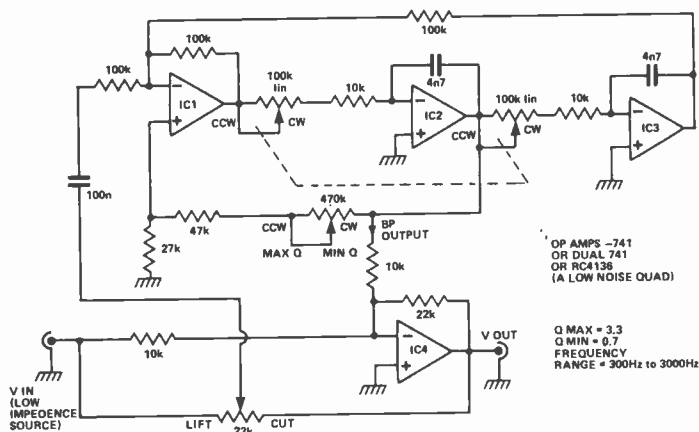 100k
100k
100k
IC1
CCW
100k
lin
CW
10k
4n7
IC2
CCW
100k lin
CW
10k
4n7
IC3
100n
27k
47k
CCW
470k
CW
MAX Q
MIN Q
BP
OUTPUT
10k
22k
IC4
V OUT
OP AMPS –741
OR DUAL 741
OR RC4136
(A LOW NOISE QUAD)
Q MAX = 3.3
Q MIN = 0.7
FREQUENCY
RANGE = 300Hz to 3000Hz
10k
V IN
(LOW
IMPEDENCE
SOURCE)
LIFT
22k
CUT